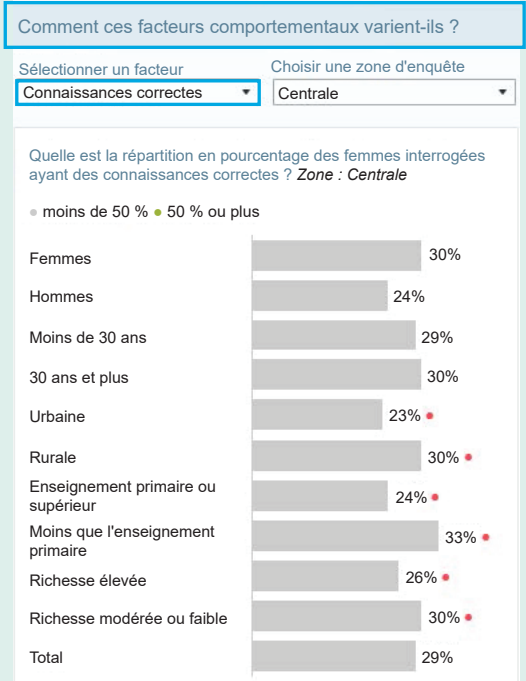 Comment ces facteurs comportementaux varient-ils ?
Sélectionner un facteur
Choisir une zone d'enquête
Connaissances correctes
Centrale
Quelle est la répartition en pourcentage des femmes interrogées
ayant des connaissances correctes ? Zone : Centrale
moins de 50 % 50 % ou plus
Femmes 30%
Hommes 24%
Moins de 30 ans 29%
30 ans et plus 30%
Urbaine 23%
Rurale 30%
Enseignement primaire ou
supérieur 24%
Moins que l'enseignement
primaire 33%
Richesse élevée 26%
Richesse modérée ou faible 30%
Total 29%